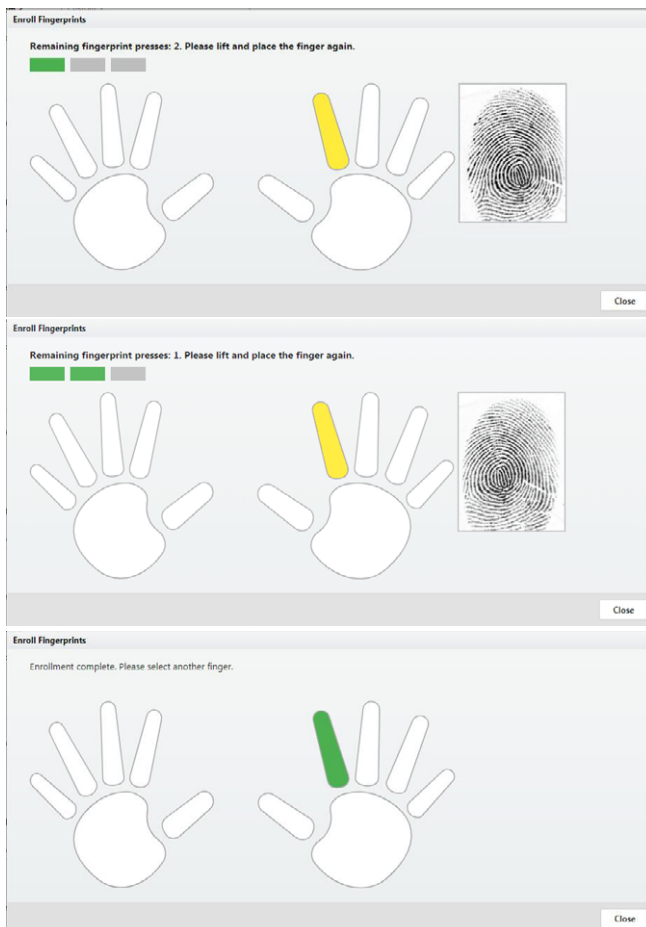 Enroll Fingerprints
Remaining fingerprint presses: 2. Please lift and place the finger again.
Close
Enroll Fingerprints
Remaining fingerprint presses: 1. Please lift and place the finger again.
Close
Enroll Fingerprints
Enrollment complete. Please select another finger.
Close